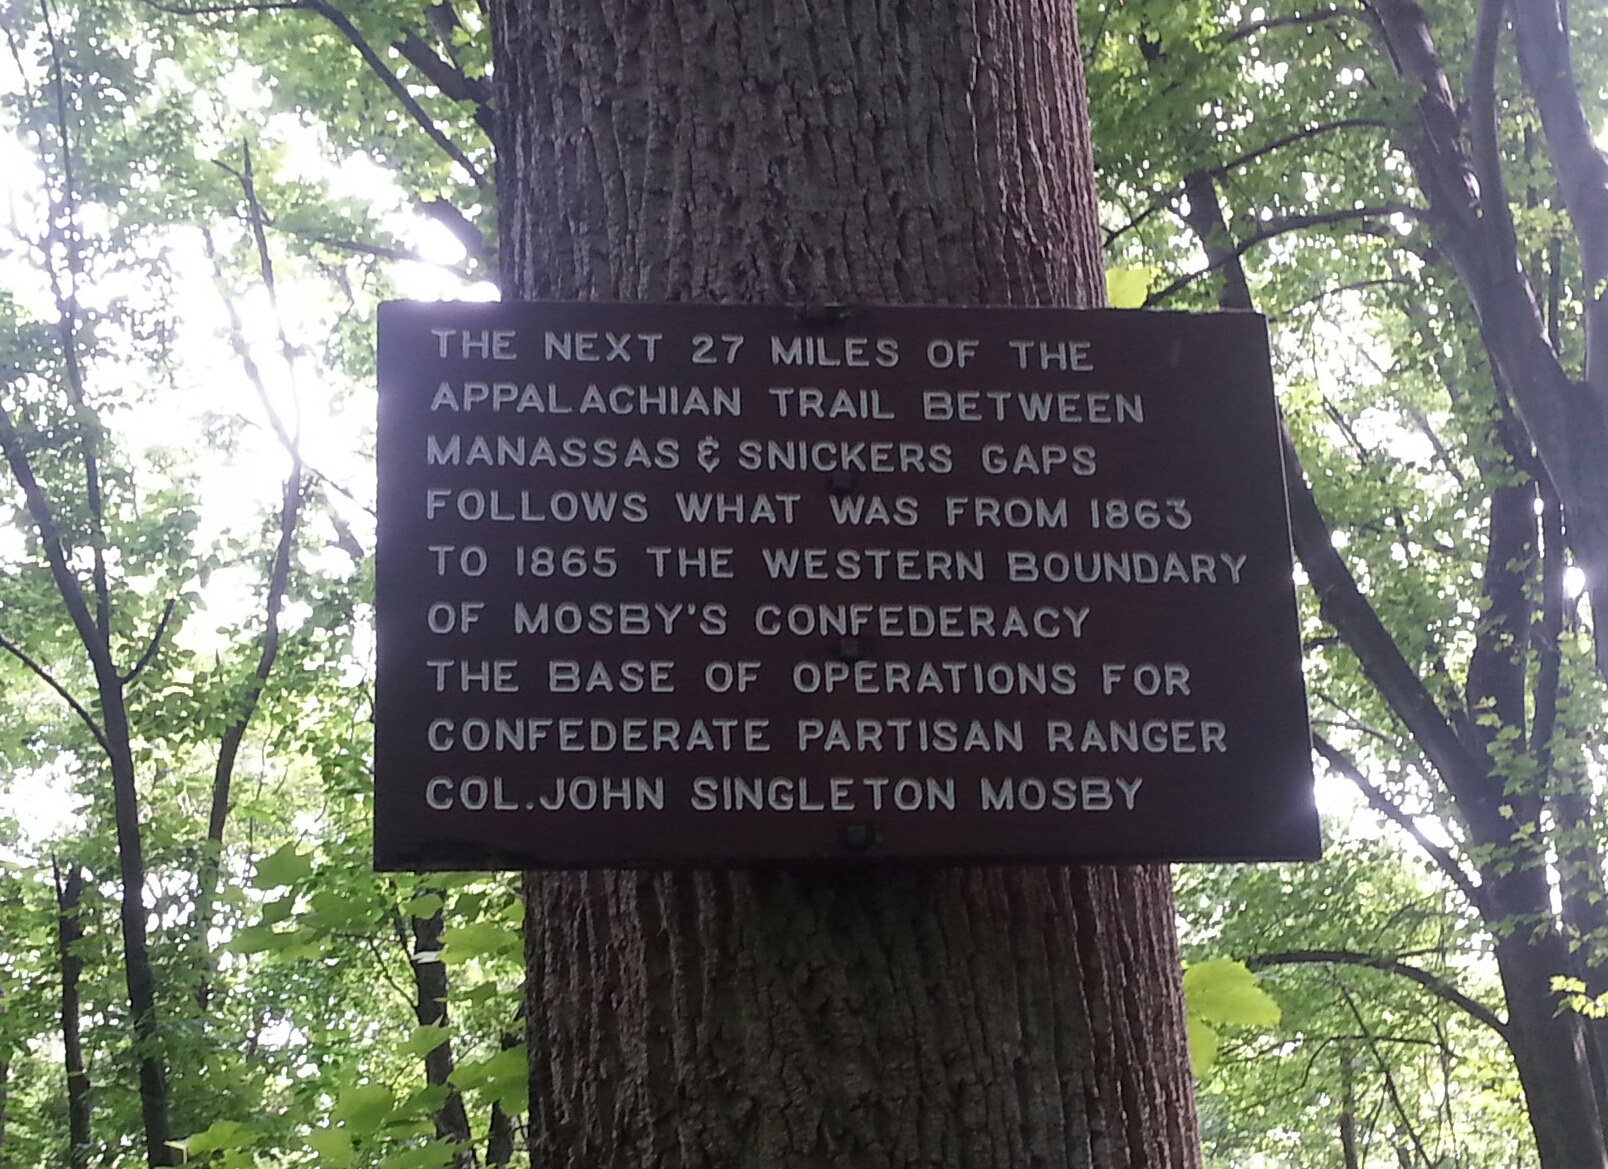 THE NEXT 27 MILES OF THE
APPALACHIAN TRAIL BETWEEN
MANASSAS & SNICKERS GAPS
FOLLOWS WHAT WAS FROM 1863
TO 1865 THE WESTERN BOUNDARY
OF MOSBY'S CONFEDERACY
THE BASE OF OPERATIONS FOR
CONFEDERATE PARTISAN RANGER
COL. JOHN SINGLETON MOSBY